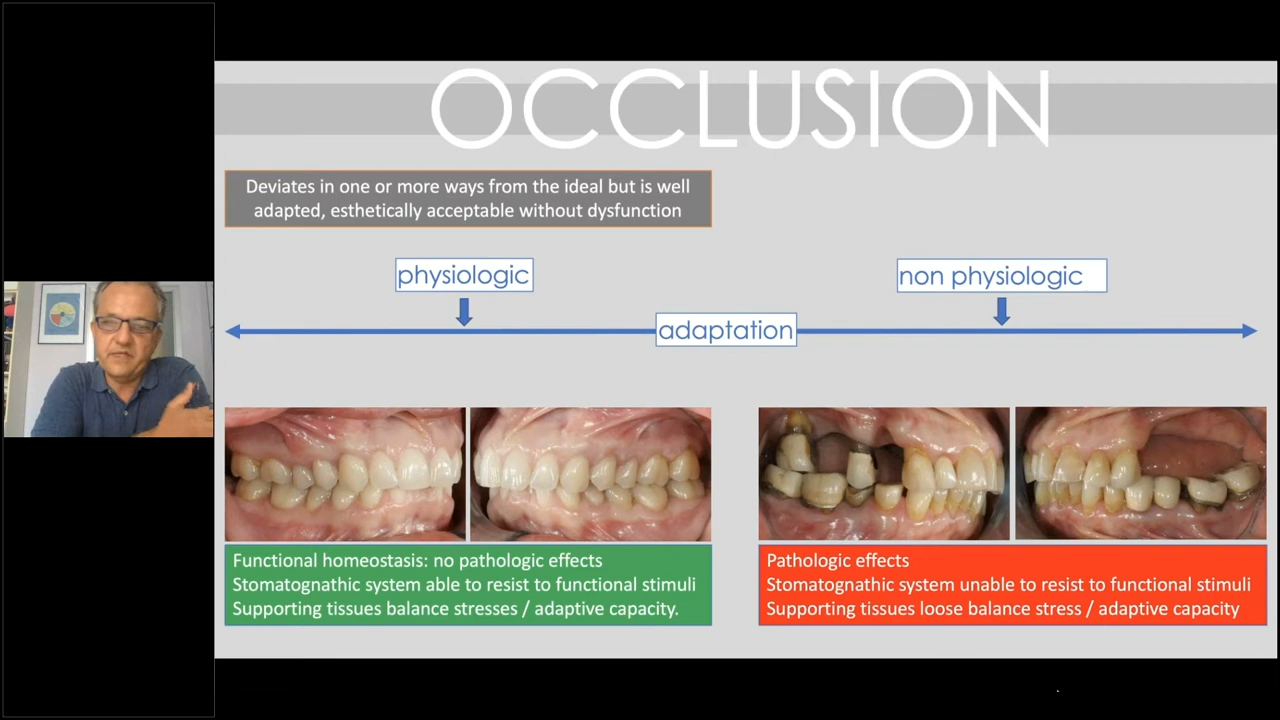 OCCLUSION
Deviates in one or more ways from the ideal but is well
adapted, esthetically acceptable without dysfunction
physiologic
non physiologic
adaptation
Functional homeostasis: no pathologic effects
Stomatognathic system able to resist to functional stimuli
Supporting tissues balance stresses / adaptive capacity.
Pathologic effects
Stomatognathic system unable to resist to functional stimuli
Supporting tissues loose balance stress / adaptive capacity